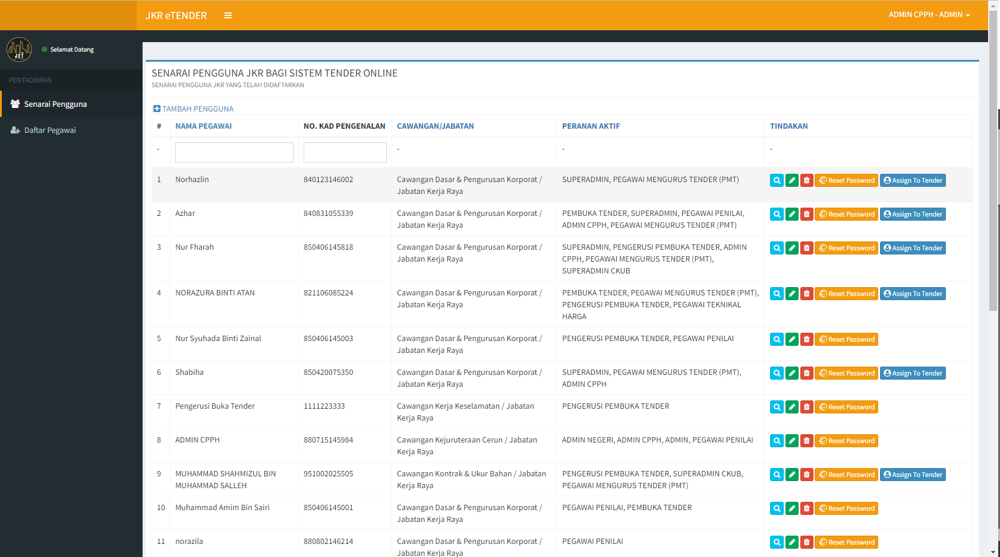 JKR eTENDER
ADMIN CPPH - ADMIN
JET
Selamat Datang
PENTADBIRAN
Senarai Pengguna
Daftar Pegawai
SENARAI PENGGUNA JKR BAGI SISTEM TENDER ONLINE
SENARAI PENGGUNA JKR YANG TELAH DIDAFTARKAN
TAMBAH PENGGUNA
# NAMA PEGAWAI NO. KAD PENGENALAN CAWANGAN/JABATAN PERANAN AKTIF TINDAKAN
- - - -
1 Norhazlin 840123146002 Cawangan Dasar & Pengurusan Korporat / SUPERADMIN, PEGAWAI MENGURUS TENDER (PMT) Reset Password Assign To Tender
Jabatan Kerja Raya
2 Azhar 840831055339 Cawangan Dasar & Pengurusan Korporat / PEMBUKA TENDER, SUPERADMIN, PEGAWAI PENILAI, Reset Password Assign To Tender
Jabatan Kerja Raya ADMIN CPPH, PEGAWAI MENGURUS TENDER (PMT)
3 Nur Fharah 850406145818 Cawangan Dasar & Pengurusan Korporat / SUPERADMIN, PENGERUSI PEMBUKA TENDER, ADMIN Reset Password Assign To Tender
Jabatan Kerja Raya CPPH, PEGAWAI MENGURUS TENDER (PMT),
SUPERADMIN CKUB
4 NORAZURA BINTI ATAN 821106085224 Cawangan Dasar & Pengurusan Korporat / PEMBUKA TENDER, PEGAWAI MENGURUS TENDER (PMT), Reset Password Assign To Tender
Jabatan Kerja Raya PENGERUSI PEMBUKA TENDER, PEGAWAI TEKNIKAL
HARGA
5 Nur Syuhada Binti Zainal 850406145003 Cawangan Dasar & Pengurusan Korporat / PENGERUSI PEMBUKA TENDER, PEGAWAI PENILAI Reset Password
Jabatan Kerja Raya
6 Shabiha 850420075350 Cawangan Dasar & Pengurusan Korporat / SUPERADMIN, PEGAWAI MENGURUS TENDER (PMT), Reset Password Assign To Tender
Jabatan Kerja Raya ADMIN CPPH
7 Pengerusi Buka Tender 1111223333 Cawangan Kerja Keselamatan / Jabatan PENGERUSI PEMBUKA TENDER Reset Password
Kerja Raya
8 ADMIN CPPH 880715145984 Cawangan Kejuruteraan Cerun / Jabatan ADMIN NEGERI, ADMIN CPPH, ADMIN, PEGAWAI PENILAI Reset Password
Kerja Raya
9 MUHAMMAD SHAHMIZUL BIN 951002025505 Cawangan Kontrak & Ukur Bahan / Jabatan PENGERUSI PEMBUKA TENDER, SUPERADMIN CKUB, Reset Password Assign To Tender
MUHAMMAD SALLEH Kerja Raya PEGAWAI MENGURUS TENDER (PMT)
10 Muhammad Amim Bin Sairi 850406145001 Cawangan Dasar & Pengurusan Korporat / PEGAWAI PENILAI, PEMBUKA TENDER Reset Password
Jabatan Kerja Raya
11 norazila 880802146214 Cawangan Dasar & Pengurusan Korporat / PEGAWAI PENILAI Reset Password
Jabatan Kerja Raya